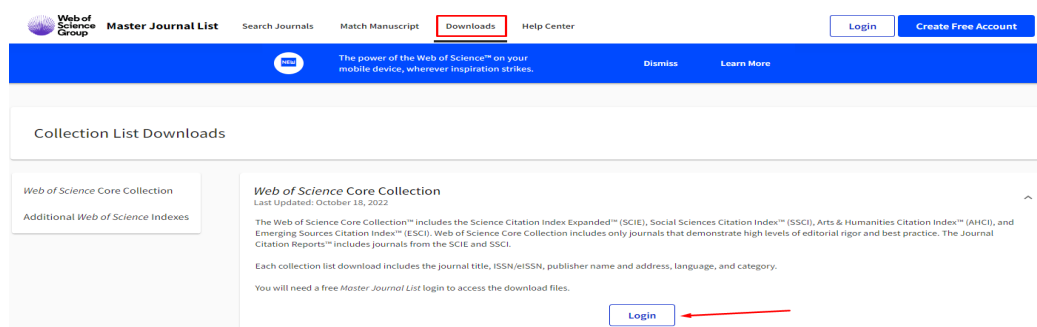 Web of
Science
Group
Master Journal List
Search Journals
Match Manuscript
Downloads
Help Center
Login
Create Free Account
NEW
The power of the Web of Science™ on your
mobile device, wherever inspiration strikes.
Dismiss
Learn More
Collection List Downloads
Web of Science Core Collection
Additional Web of Science Indexes
Web of Science Core Collection
Last Updated: October 18, 2022
The Web of Science Core Collection™ includes the Science Citation Index Expanded™ (SCIE), Social Sciences Citation Index™ (SSCI), Arts & Humanities Citation Index™ (AHCI), and
Emerging Sources Citation Index™ (ESCI). Web of Science Core Collection includes only journals that demonstrate high levels of editorial rigor and best practice. The Journal
Citation Reports™ includes journals from the SCIE and SSCI.
Each collection list download includes the journal title, ISSN/eISSN, publisher name and address, language, and category.
You will need a free Master Journal List login to access the download files.
Login